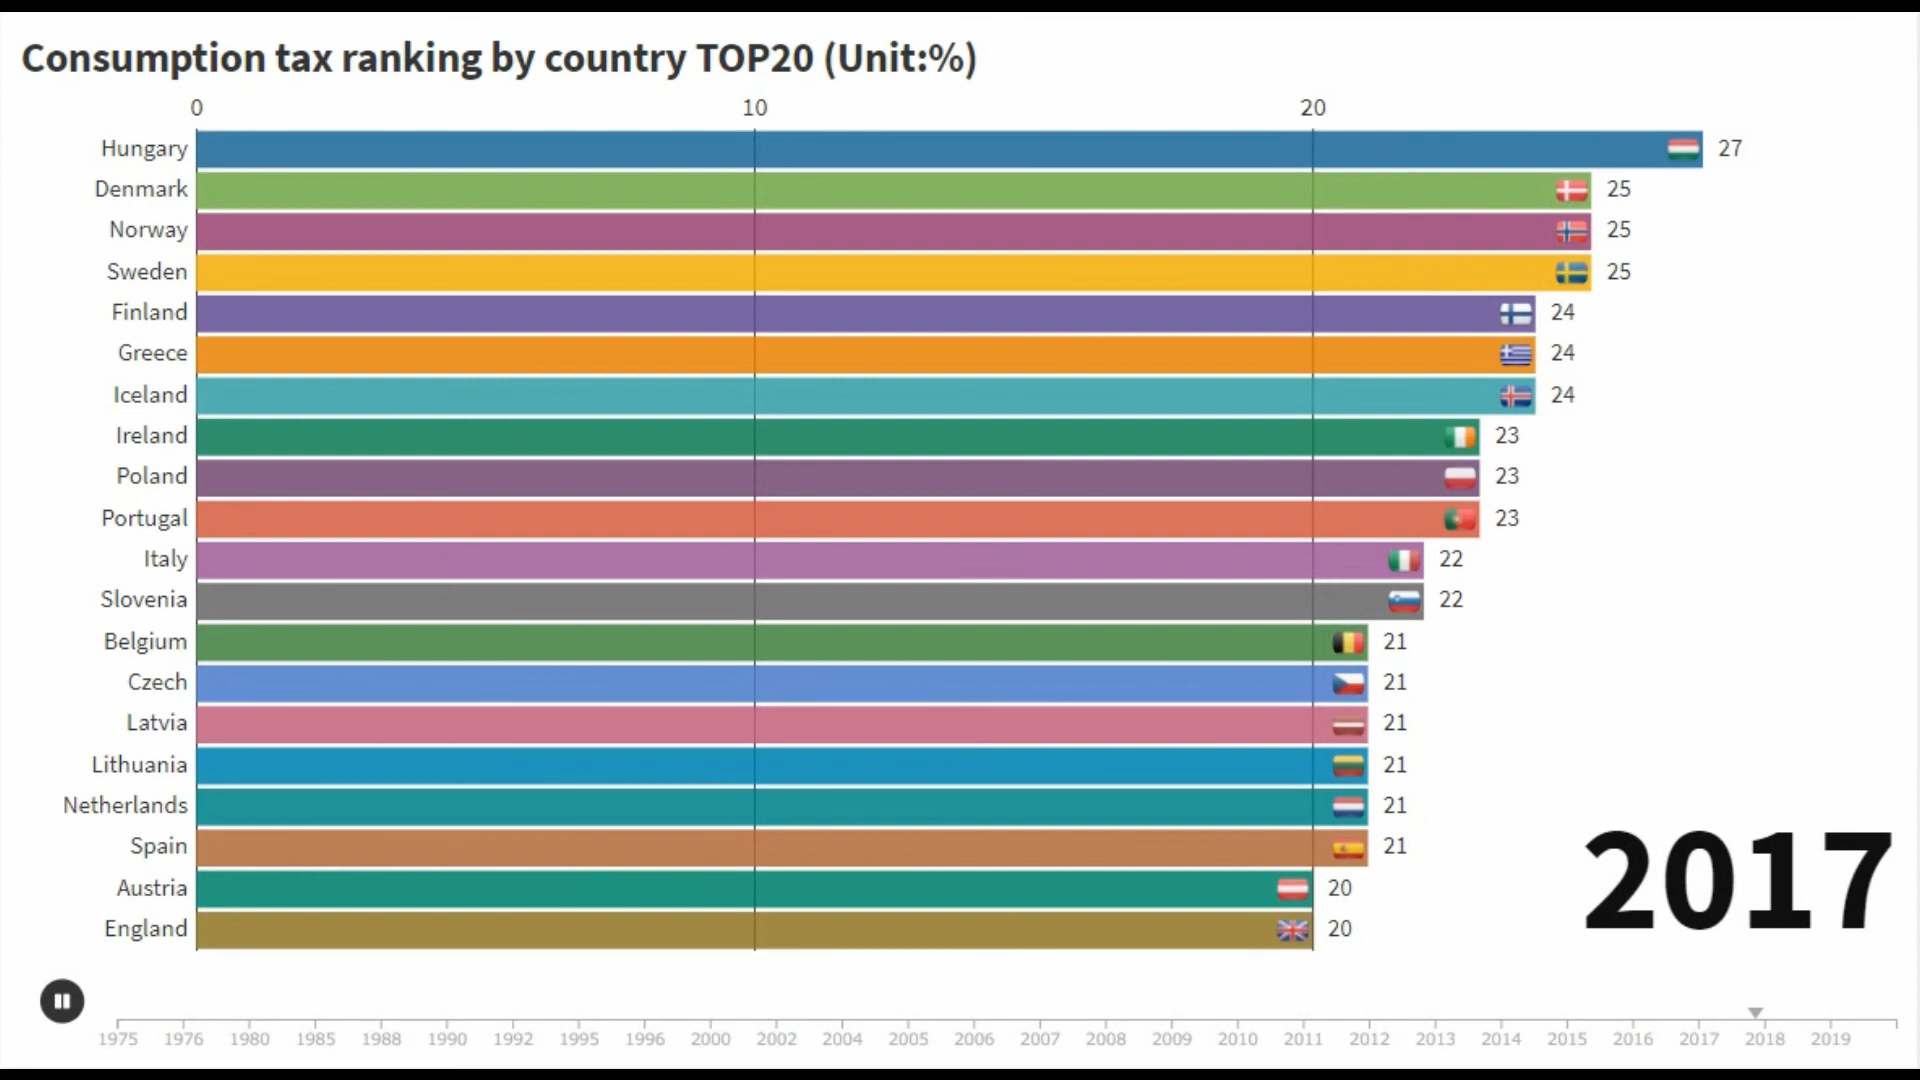 Consumption tax ranking by country TOP20 (Unit:%)
0 10 20
Hungary 27
Denmark 25
Norway 25
Sweden 25
Finland 24
Greece 24
Iceland 24
Ireland 23
Poland 23
Portugal 23
Italy 22
Slovenia 22
Belgium 21
Czech 21
Latvia 21
Lithuania 21
Netherlands 21
Spain 21
Austria 20
England 20
2017
1975 1976 1980 1985 1988 1990 1992 1995 1996 2000 2002 2004 2005 2006 2007 2008 2009 2010 2011 2012 2013 2014 2015 2016 2017 2018 2019